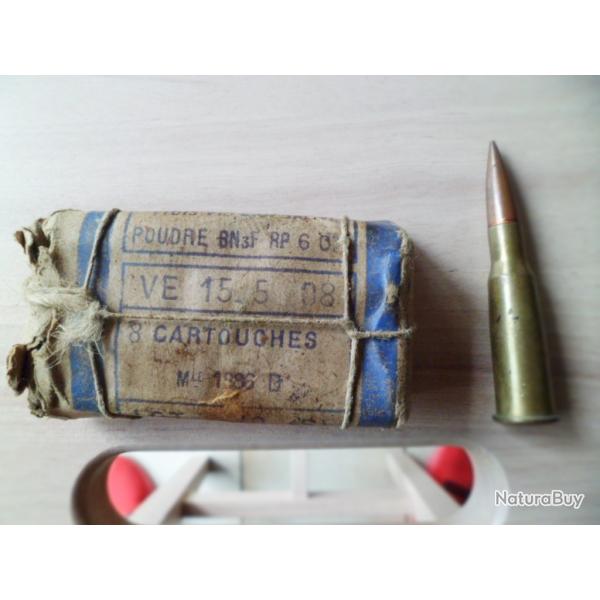 POUDRE BN3F RP 6 0
VE 15.5 08
8 CARTOUCHES
MLE 1886 D
NaturaBuy